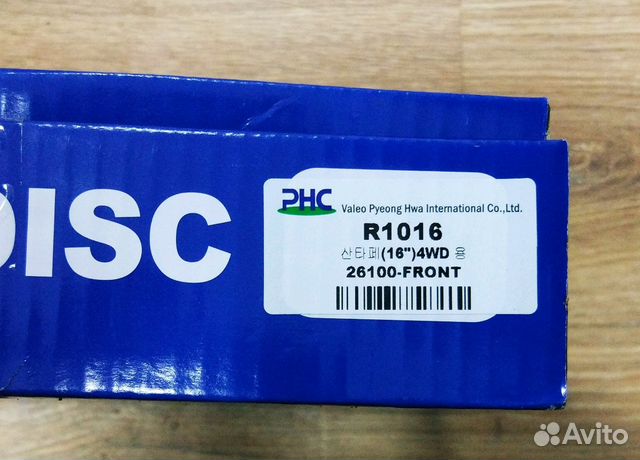 DISC
PHC Valeo Pyeong Hwa International Co.,Ltd.
R1016
산타페(16")4WD 용
26100-FRONT
Avito